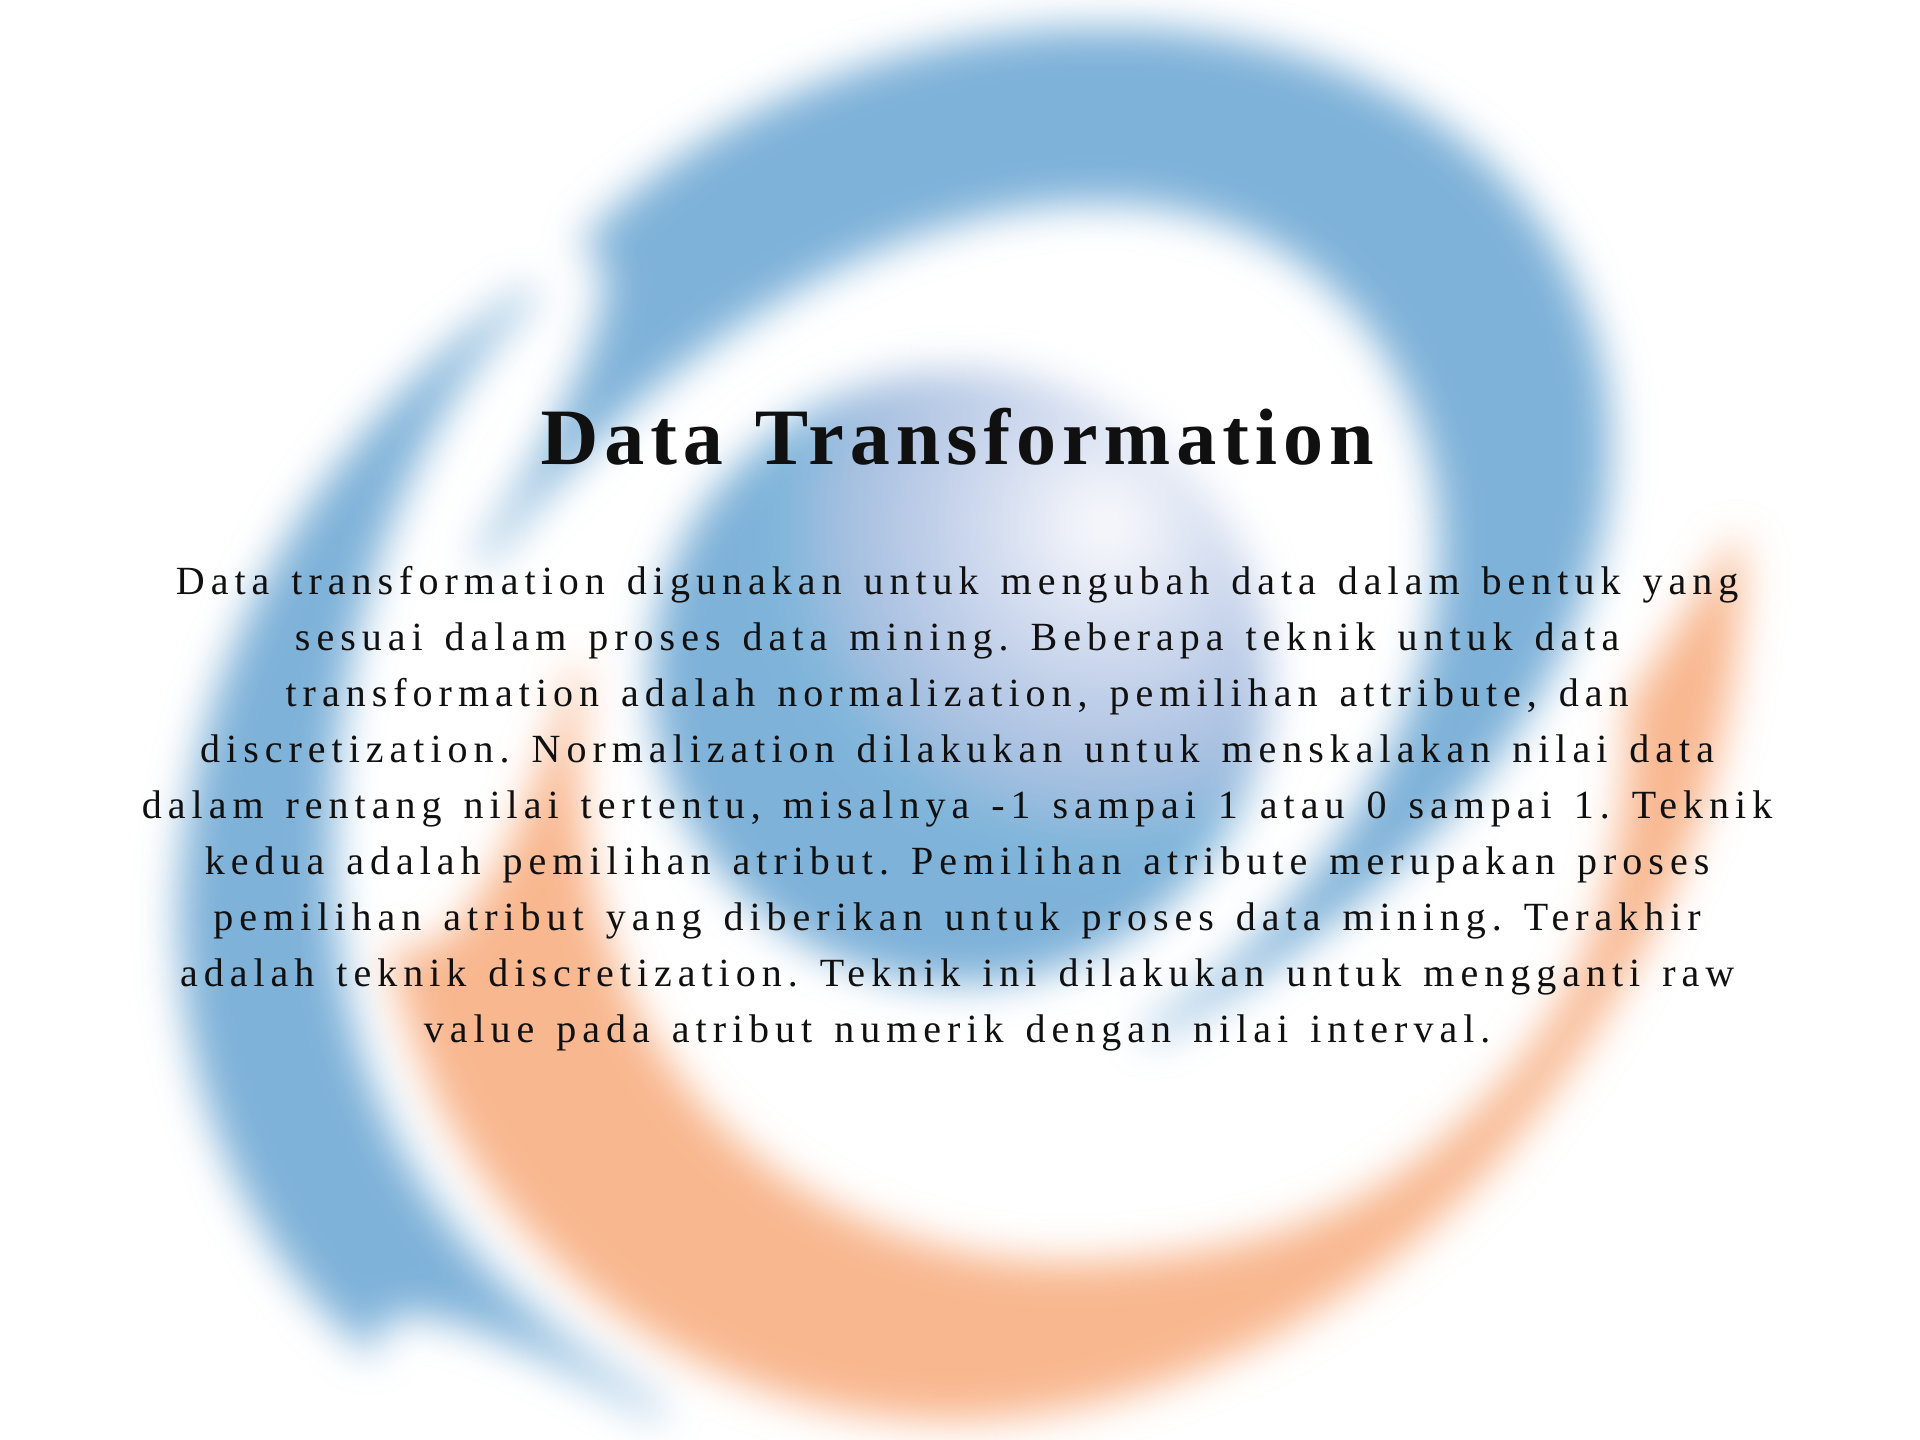 Data Transformation
Data transformation digunakan untuk mengubah data dalam bentuk yang
sesuai dalam proses data mining. Beberapa teknik untuk data
transformation adalah normalization, pemilihan attribute, dan
discretization. Normalization dilakukan untuk menskalakan nilai data
dalam rentang nilai tertentu, misalnya -1 sampai 1 atau 0 sampai 1. Teknik
kedua adalah pemilihan atribut. Pemilihan atribute merupakan proses
pemilihan atribut yang diberikan untuk proses data mining. Terakhir
adalah teknik discretization. Teknik ini dilakukan untuk mengganti raw
value pada atribut numerik dengan nilai interval.